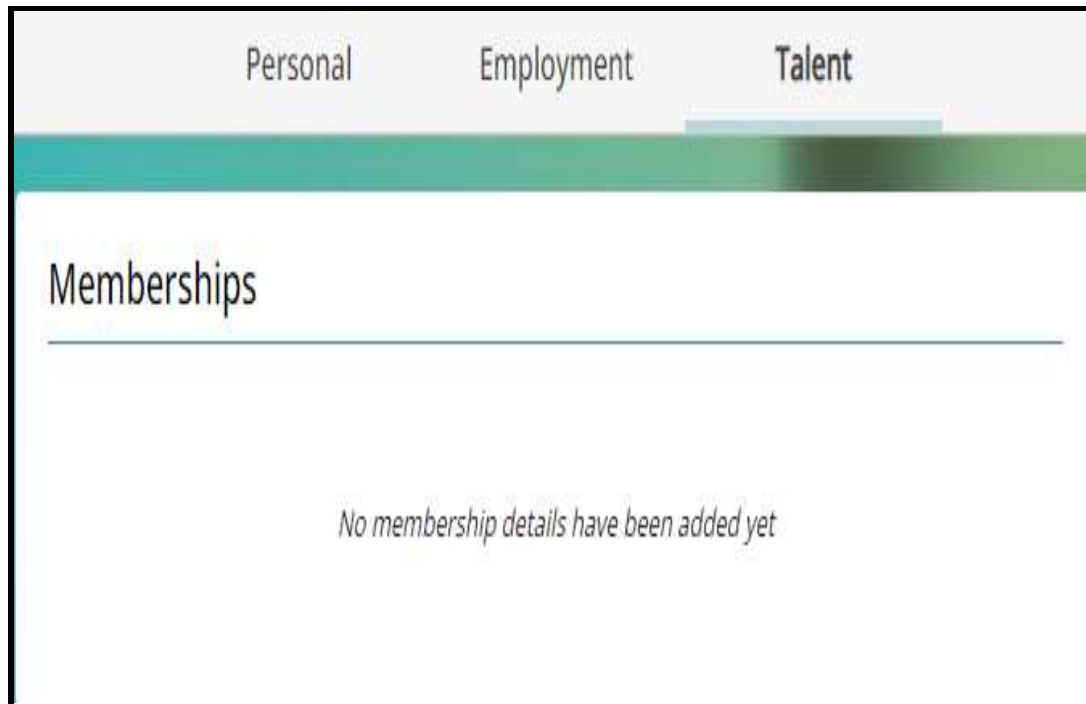 Personal Employment Talent
Memberships
No membership details have been added yet